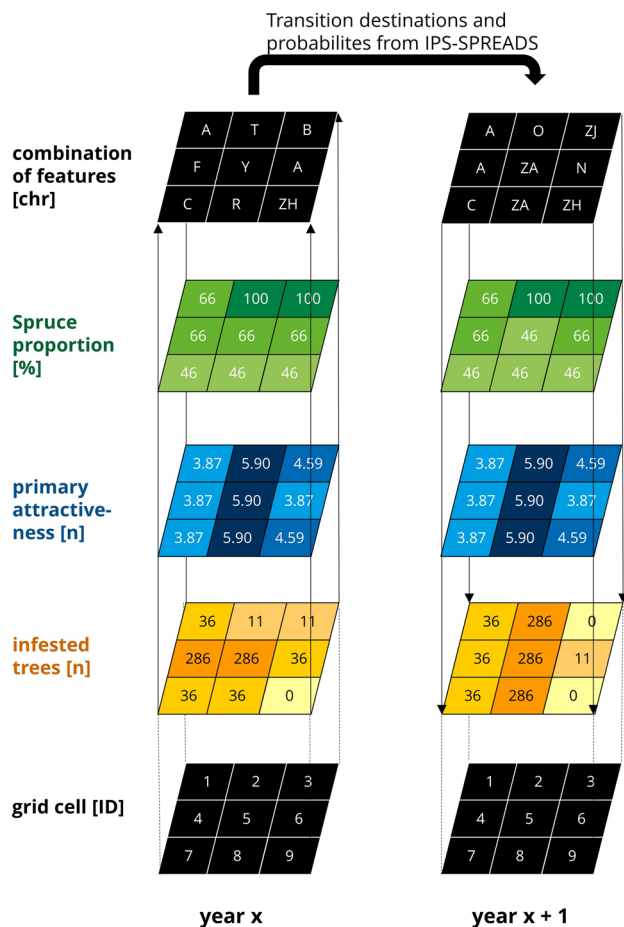 Transition destinations and
probabilites from IPS-SPREADS
combination
of features
[chr]
A T B
F Y A
C R ZH
A O ZJ
A ZA N
C ZA ZH
Spruce
proportion
[%]
66 100 100
66 66 66
46 46 46
66 100 100
66 46 66
46 46 46
primary
attractive-
ness [n]
3.87 5.90 4.59
3.87 5.90 3.87
3.87 5.90 4.59
3.87 5.90 4.59
3.87 5.90 3.87
3.87 5.90 4.59
infested
trees [n]
36 11 11
286 286 36
36 36 0
36 286 0
36 286 11
36 286 0
grid cell [ID]
1 2 3
4 5 6
7 8 9
1 2 3
4 5 6
7 8 9
year x
year x + 1